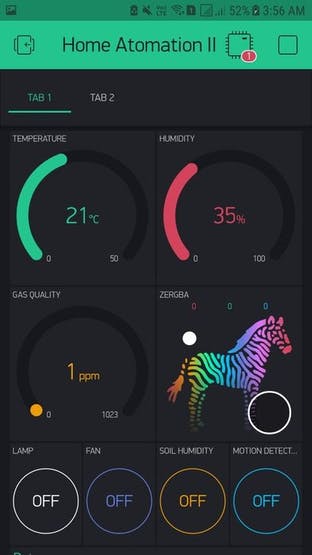 52% 3:56 AM
Home Atomation II
1
TAB 1 TAB 2
TEMPERATURE HUMIDITY
21°C 35%
0 50 0 100
GAS QUALITY ZERGBA
0 0 0
1 ppm
0 1023
LAMP FAN SOIL HUMIDITY MOTION DETECT...
OFF OFF OFF OFF